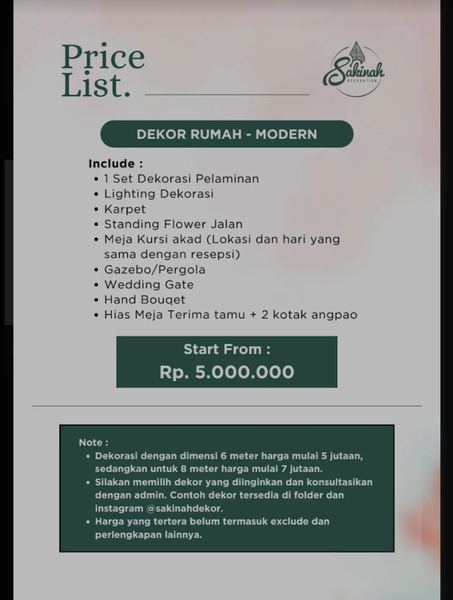 Price
List.
Sakinah
DECORATION
DEKOR RUMAH - MODERN
Include :
• 1 Set Dekorasi Pelaminan
• Lighting Dekorasi
• Karpet
• Standing Flower Jalan
• Meja Kursi akad (Lokasi dan hari yang
sama dengan resepsi)
• Gazebo/Pergola
• Wedding Gate
• Hand Bouqet
• Hias Meja Terima tamu + 2 kotak angpao
Start From :
Rp. 5.000.000
Note :
• Dekorasi dengan dimensi 6 meter harga mulai 5 jutaan,
sedangkan untuk 8 meter harga mulai 7 jutaan.
• Silakan memilih dekor yang diinginkan dan konsultasikan
dengan admin. Contoh dekor tersedia di folder dan
instagram @sakinahdekor.
• Harga yang tertera belum termasuk exclude dan
perlengkapan lainnya.